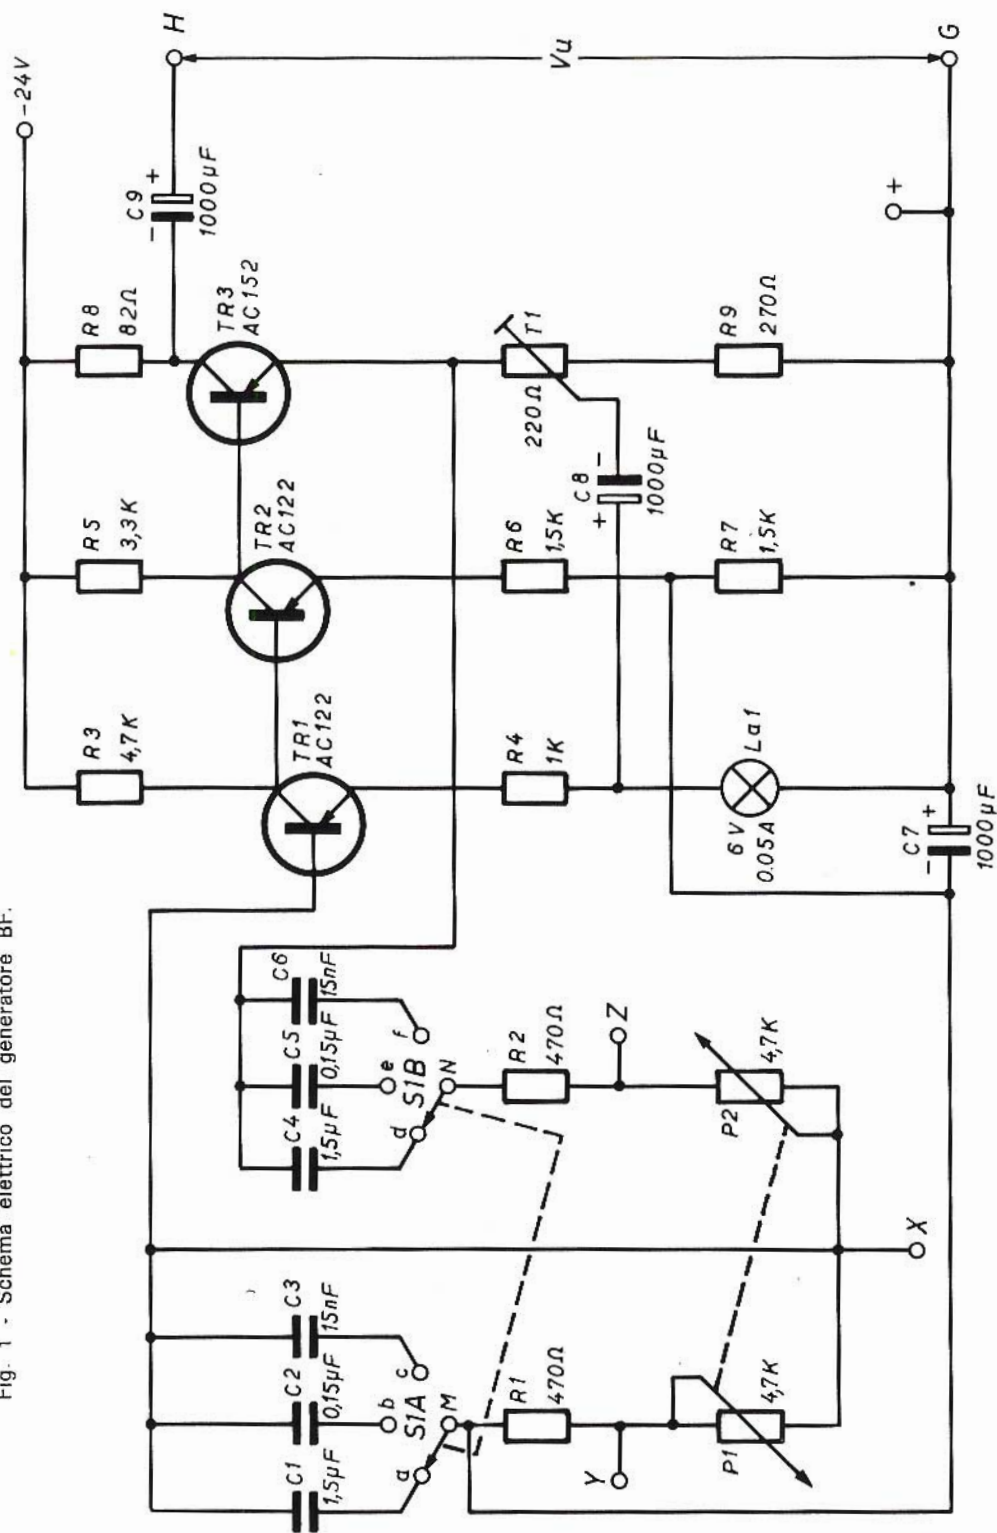 Fig. 1 - Schema elettrico del generatore BF.
-24V
R3
4,7K
R5
3,3K
R8
82Ω
- C9 +
1000µF
H
TR1
AC122
TR2
AC122
TR3
AC152
C1
1,5µF
C2
0,15µF
C3
15nF
C4
1,5µF
C5
0,15µF
C6
15nF
a
b
c
S1A
M
d
e
f
S1B
N
R1
470Ω
R2
470Ω
R4
1K
R6
1,5K
220Ω
T1
+ C8 -
1000µF
Vu
Y
Z
P1
4,7K
P2
4,7K
6V
0.05A
La1
R7
1,5K
R9
270Ω
+
X
- C7 +
1000µF
G